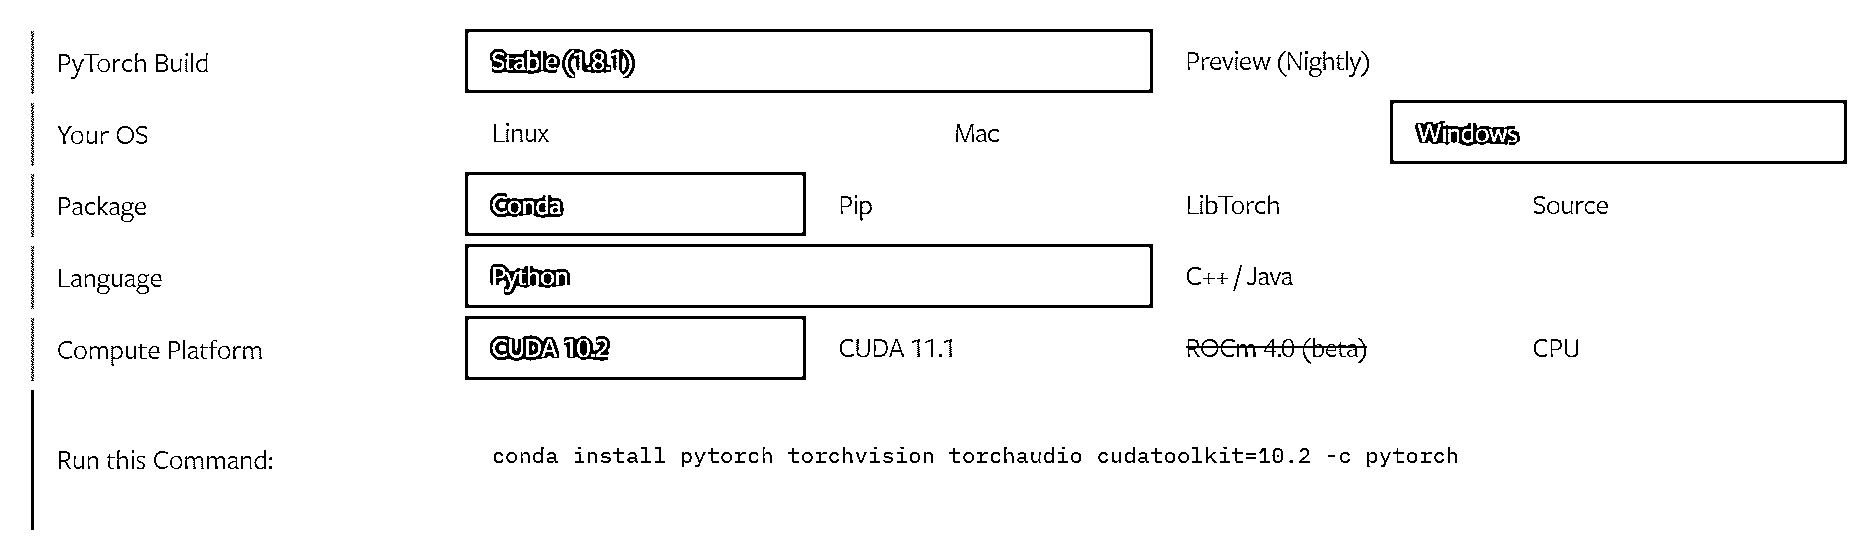 PyTorch Build Stable (1.8.1) Preview (Nightly)
Your OS Linux Mac Windows
Package Conda Pip LibTorch Source
Language Python C++ / Java
Compute Platform CUDA 10.2 CUDA 11.1 ROCm 4.0 (beta) CPU
Run this Command: conda install pytorch torchvision torchaudio cudatoolkit=10.2 -c pytorch